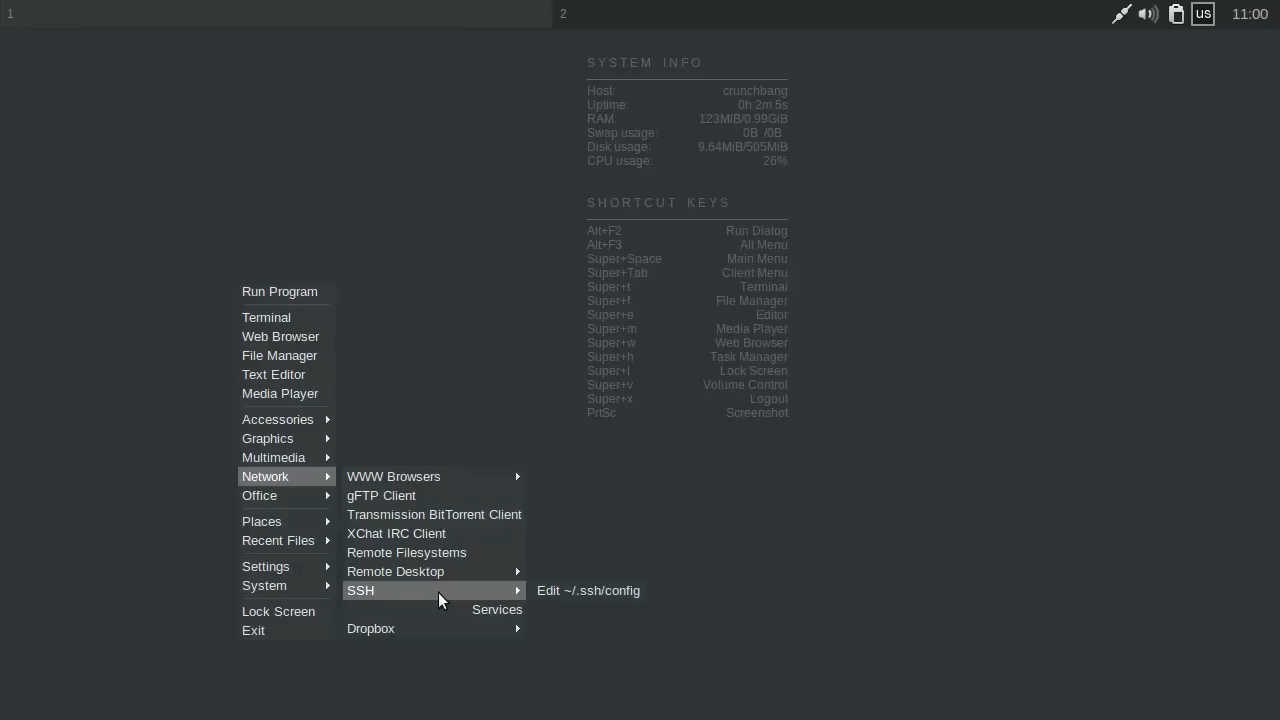 1
2
us
11:00
SYSTEM INFO
Host: crunchbang
Uptime: 0h 2m 5s
RAM: 123MiB/0.99GiB
Swap usage: 0B /0B
Disk usage: 9.64MiB/505MiB
CPU usage: 26%
SHORTCUT KEYS
Alt+F2 Run Dialog
Alt+F3 Alt Menu
Super+Space Main Menu
Super+Tab Client Menu
Super+t Terminal
Super+f File Manager
Super+e Editor
Super+m Media Player
Super+w Web Browser
Super+h Task Manager
Super+l Lock Screen
Super+v Volume Control
Super+x Logout
PrtSc Screenshot
Run Program
Terminal
Web Browser
File Manager
Text Editor
Media Player
Accessories
Graphics
Multimedia
Network
Office
Places
Recent Files
Settings
System
Lock Screen
Exit
WWW Browsers
gFTP Client
Transmission BitTorrent Client
XChat IRC Client
Remote Filesystems
Remote Desktop
SSH
Services
Dropbox
Edit ~/.ssh/config